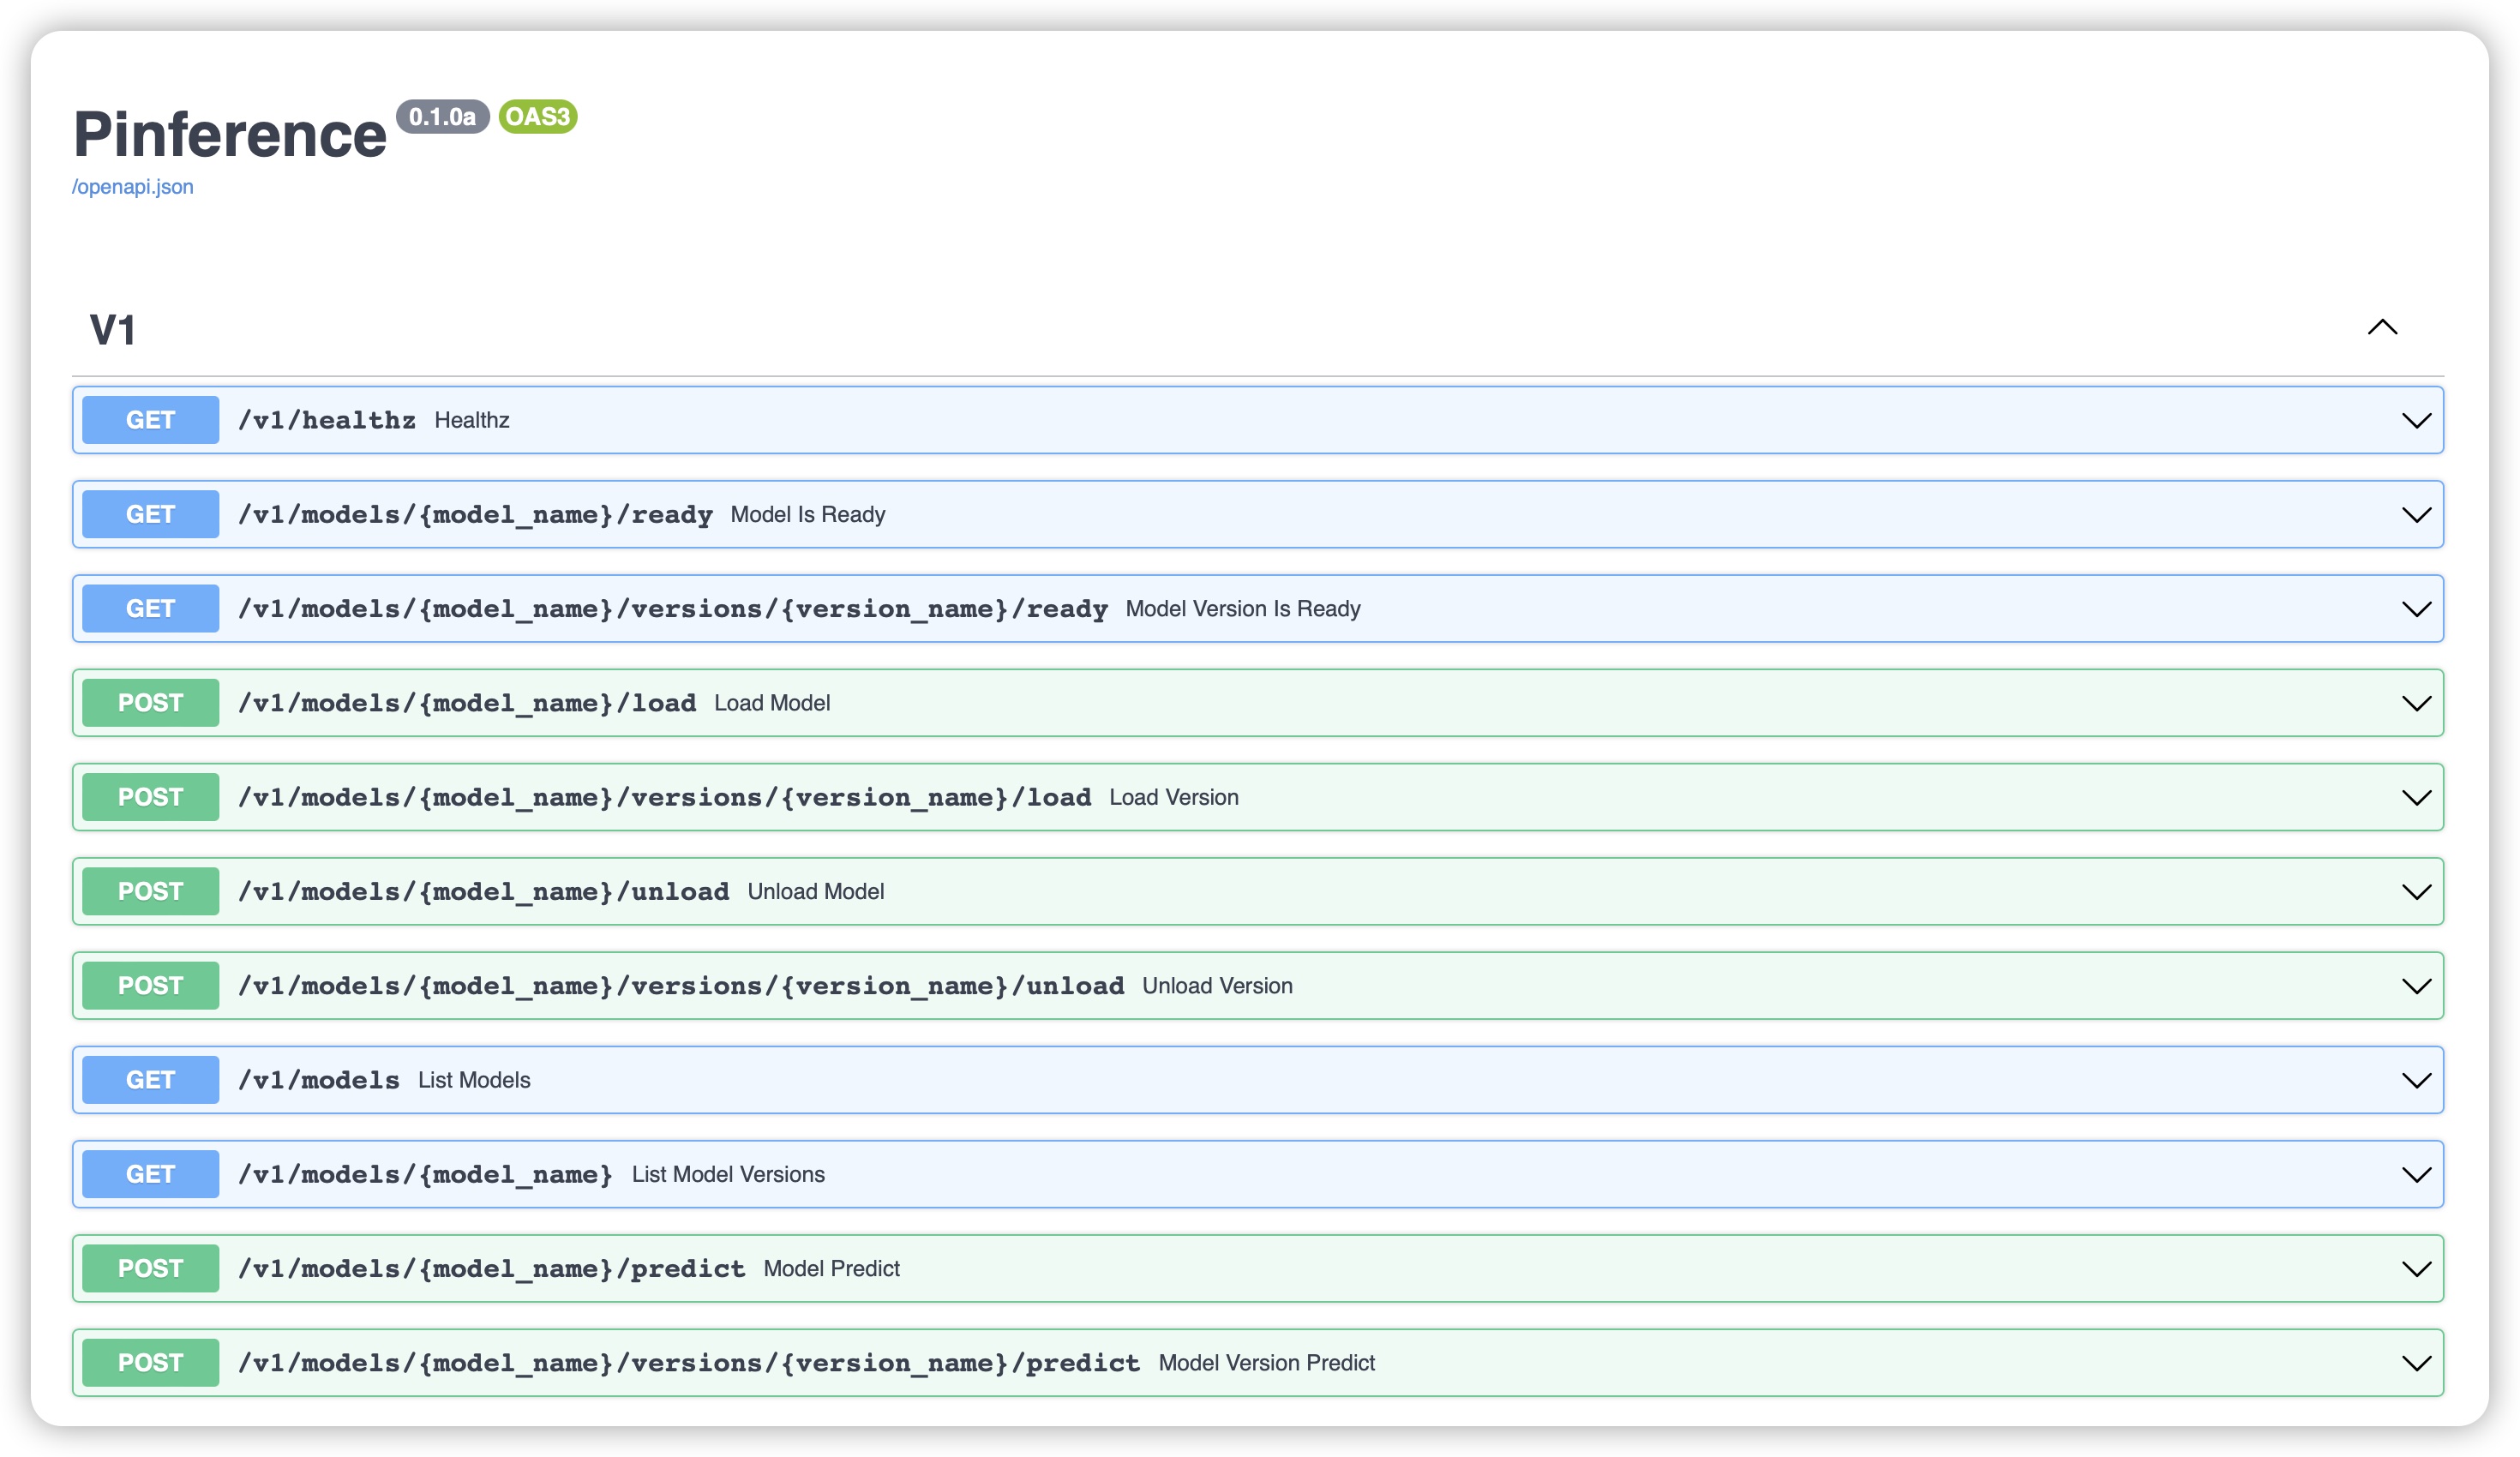 Pinference 0.1.0a OAS3
/openapi.json
V1
GET /v1/healthz Healthz
GET /v1/models/{model_name}/ready Model Is Ready
GET /v1/models/{model_name}/versions/{version_name}/ready Model Version Is Ready
POST /v1/models/{model_name}/load Load Model
POST /v1/models/{model_name}/versions/{version_name}/load Load Version
POST /v1/models/{model_name}/unload Unload Model
POST /v1/models/{model_name}/versions/{version_name}/unload Unload Version
GET /v1/models List Models
GET /v1/models/{model_name} List Model Versions
POST /v1/models/{model_name}/predict Model Predict
POST /v1/models/{model_name}/versions/{version_name}/predict Model Version Predict